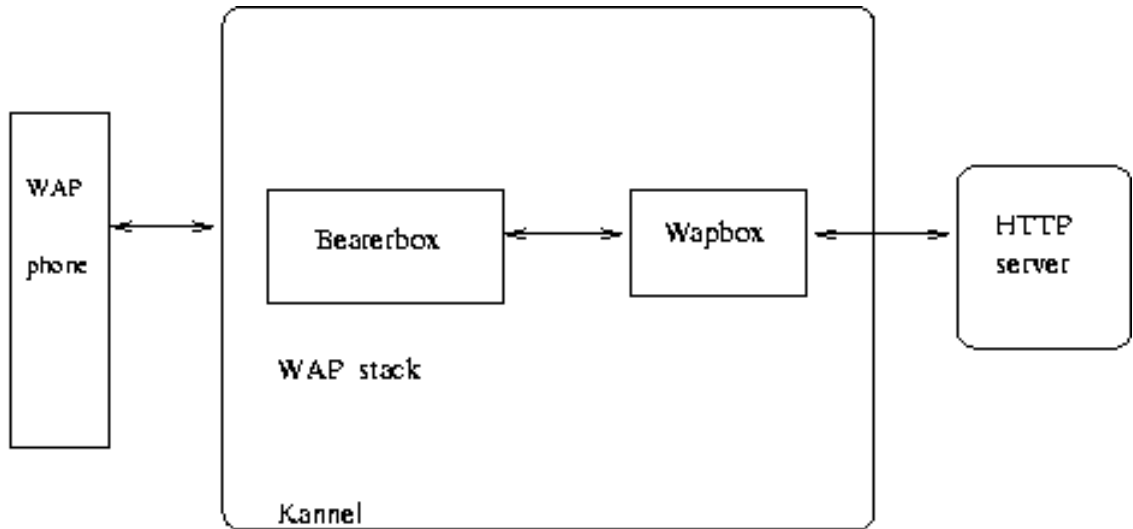 WAP
phone
Bearerbox
Wapbox
HTTP
server
WAP stack
Kannel